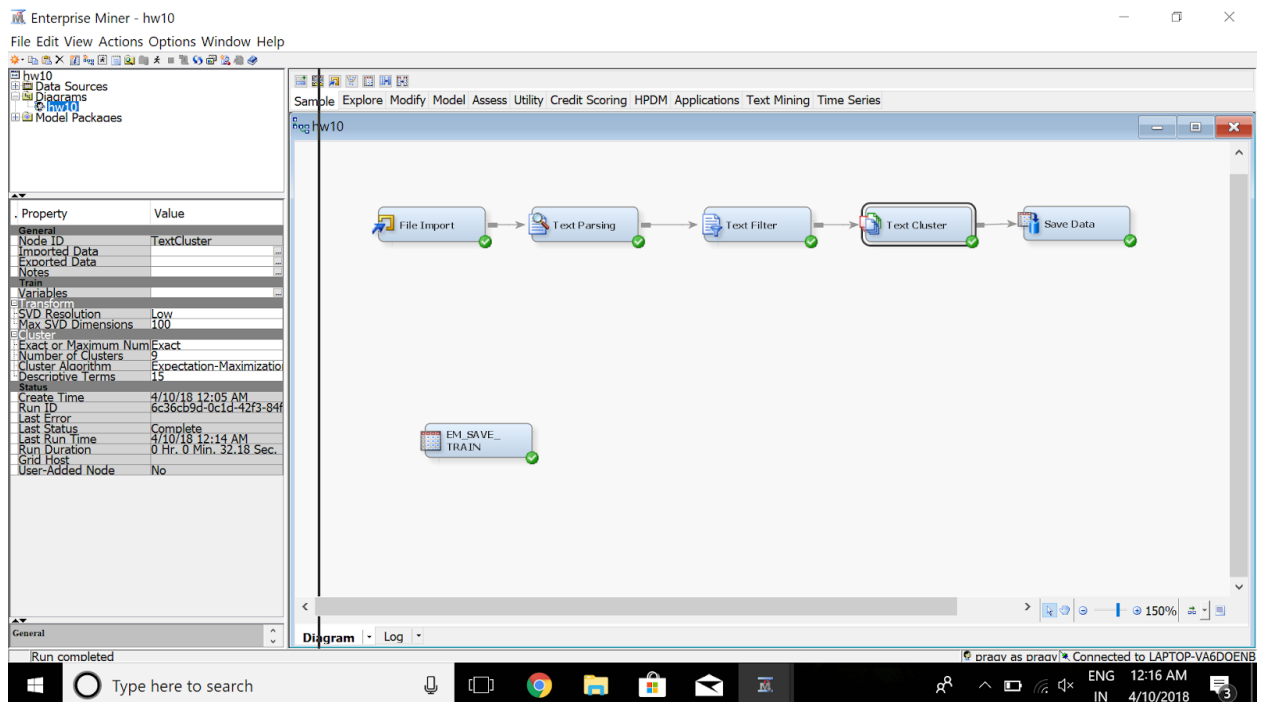 Enterprise Miner - hw10
File Edit View Actions Options Window Help
hw10
Data Sources
Diagrams
hw10
Model Packages
Sample Explore Modify Model Assess Utility Credit Scoring HPDM Applications Text Mining Time Series
hw10
. Property Value
General
Node ID TextCluster
Imported Data
Exported Data
Notes
Train
Variables
Transform
SVD Resolution Low
Max SVD Dimensions 100
Cluster
Exact or Maximum Num Exact
Number of Clusters 9
Cluster Algorithm Expectation-Maximizatio
Descriptive Terms 15
Status
Create Time 4/10/18 12:05 AM
Run ID 6c36cb9d-0c1d-42f3-84f
Last Error
Last Status Complete
Last Run Time 4/10/18 12:14 AM
Run Duration 0 Hr. 0 Min. 32.18 Sec.
Grid Host
User-Added Node No
File Import
Text Parsing
Text Filter
Text Cluster
Save Data
EM_SAVE_
TRAIN
150%
General
Diagram Log
Run completed
pragy as pragy Connected to LAPTOP-VA6DOENB
Type here to search
ENG
IN
12:16 AM
4/10/2018
3